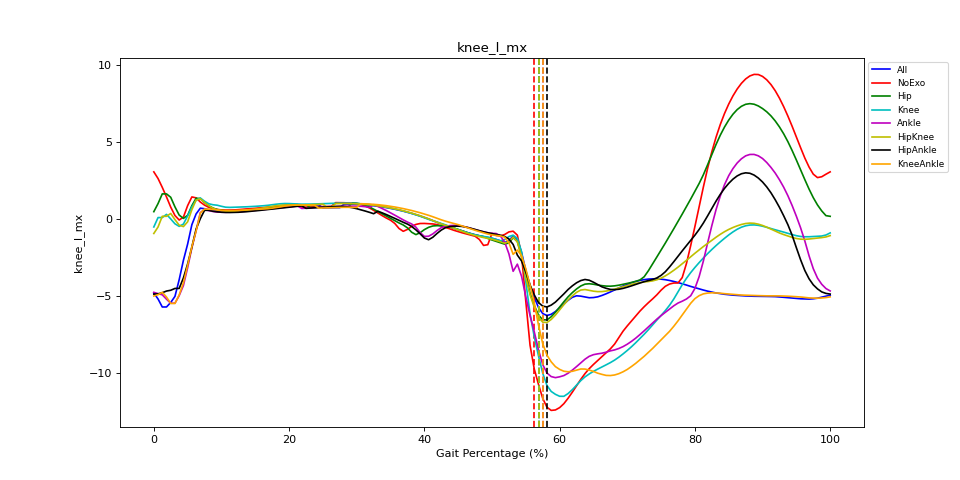 knee_l_mx
10
5
0
−5
−10
knee_l_mx
0 20 40 60 80 100
Gait Percentage (%)
All
NoExo
Hip
Knee
Ankle
HipKnee
HipAnkle
KneeAnkle